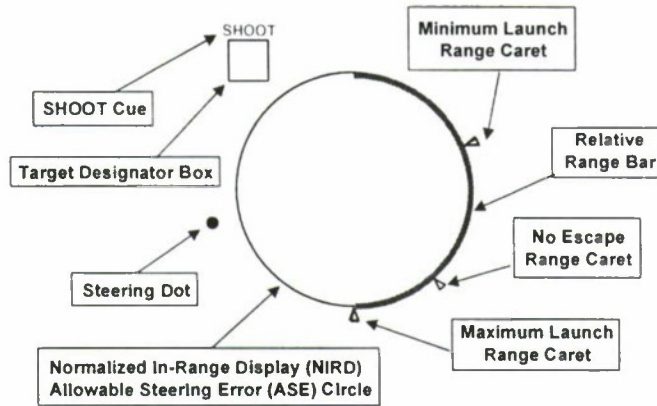 SHOOT
Minimum Launch
Range Caret
SHOOT Cue
Relative
Range Bar
Target Designator Box
No Escape
Range Caret
Steering Dot
Maximum Launch
Range Caret
Normalized In-Range Display (NIRD)
Allowable Steering Error (ASE) Circle